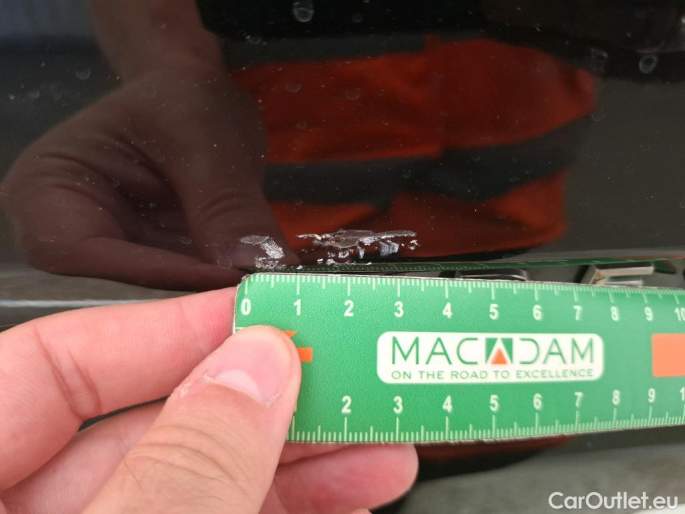 0 1 2 3 4 5 6 7 8 9 10
MACADAM
ON THE ROAD TO EXCELLENCE
2 3 4 5 6 7 8 9
CarOutlet.eu